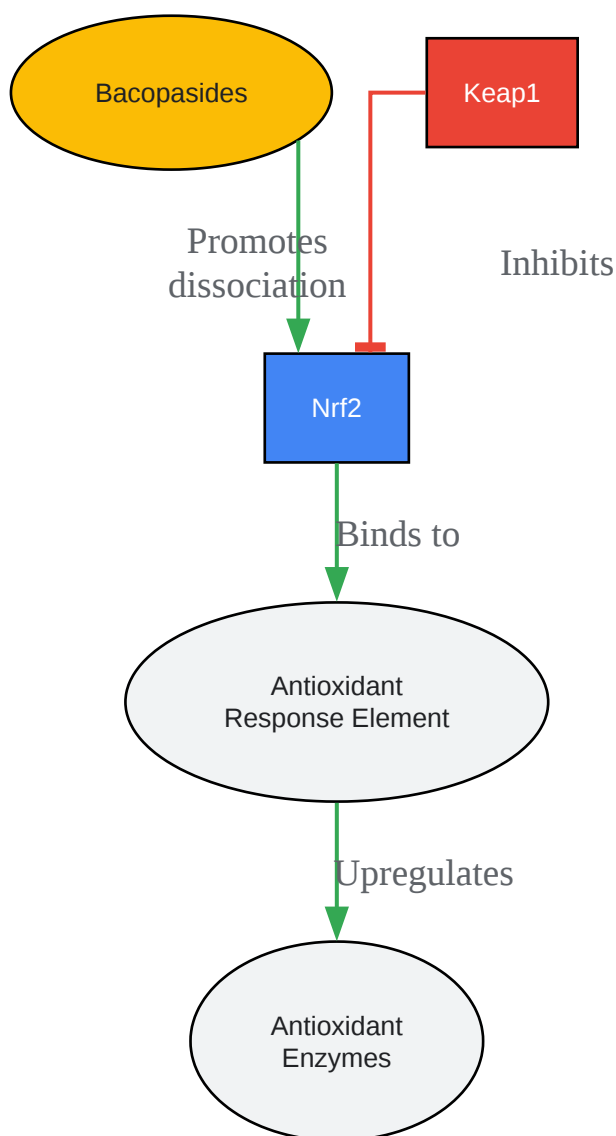 Bacopasides
Keap1
Promotes
dissociation
Inhibits
Nrf2
Binds to
Antioxidant
Response Element
Upregulates
Antioxidant
Enzymes